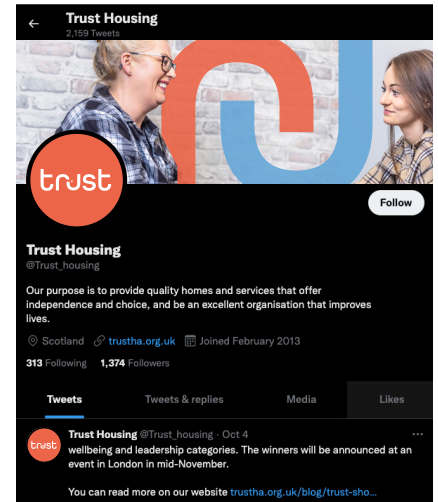 Trust Housing
2,159 Tweets
trust
Follow
Trust Housing
@Trust_housing
Our purpose is to provide quality homes and services that offer
independence and choice, and be an excellent organisation that improves
lives.
Scotland trustha.org.uk Joined February 2013
313 Following 1,374 Followers
Tweets Tweets & replies Media Likes
trust
Trust Housing @Trust_housing · Oct 4 ...
wellbeing and leadership categories. The winners will be announced at an
event in London in mid-November.
You can read more on our website trustha.org.uk/blog/trust-sho...